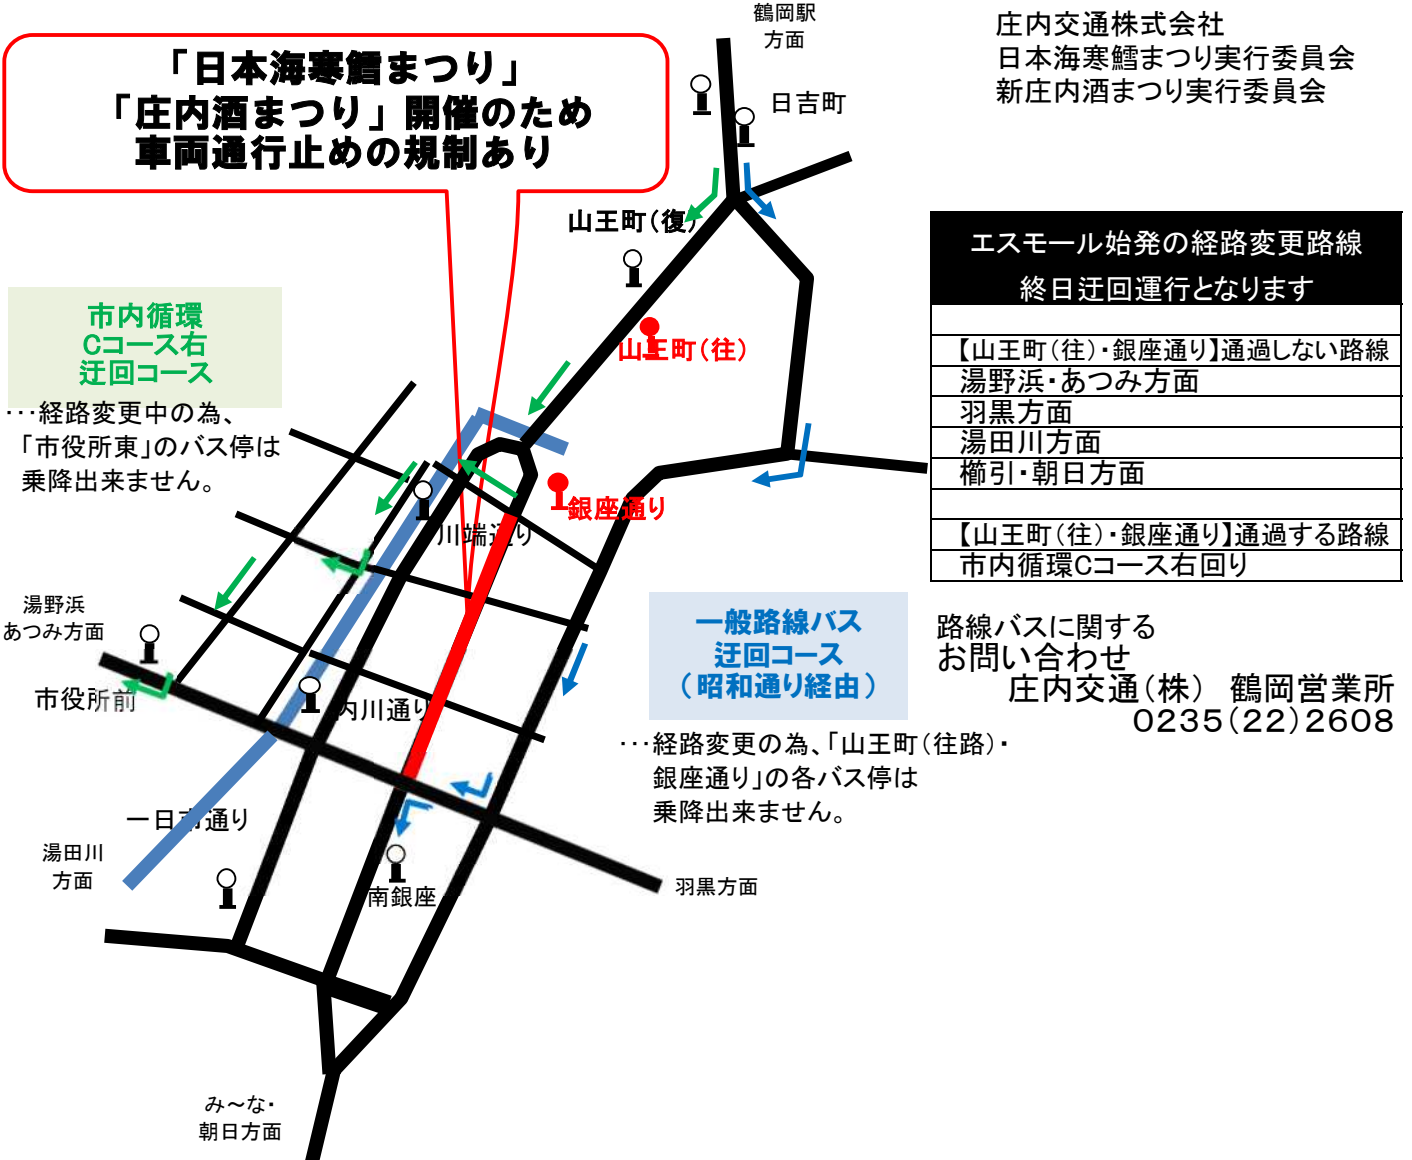 鶴岡駅
方面
庄内交通株式会社
日本海寒鱈まつり実行委員会
新庄内酒まつり実行委員会
「日本海寒鱈まつり」
「庄内酒まつり」開催のため
車両通行止めの規制あり
日吉町
山王町(復)
エスモール始発の経路変更路線
終日迂回運行となります
【山王町(往)・銀座通り】通過しない路線
湯野浜・あつみ方面
羽黒方面
湯田川方面
櫛引・朝日方面
【山王町(往)・銀座通り】通過する路線
市内循環Cコース右回り
市内循環
Cコース右
迂回コース
…経路変更中の為、
「市役所東」のバス停は
乗降出来ません。
山王町(往)
銀座通り
川端通り
湯野浜
あつみ方面
市役所前
内川通り
一般路線バス
迂回コース
(昭和通り経由)
…経路変更の為、「山王町(往路)・
銀座通り」の各バス停は
乗降出来ません。
路線バスに関する
お問い合わせ
庄内交通(株) 鶴岡営業所
0235(22)2608
一日市通り
湯田川
方面
南銀座
羽黒方面
み～な・
朝日方面